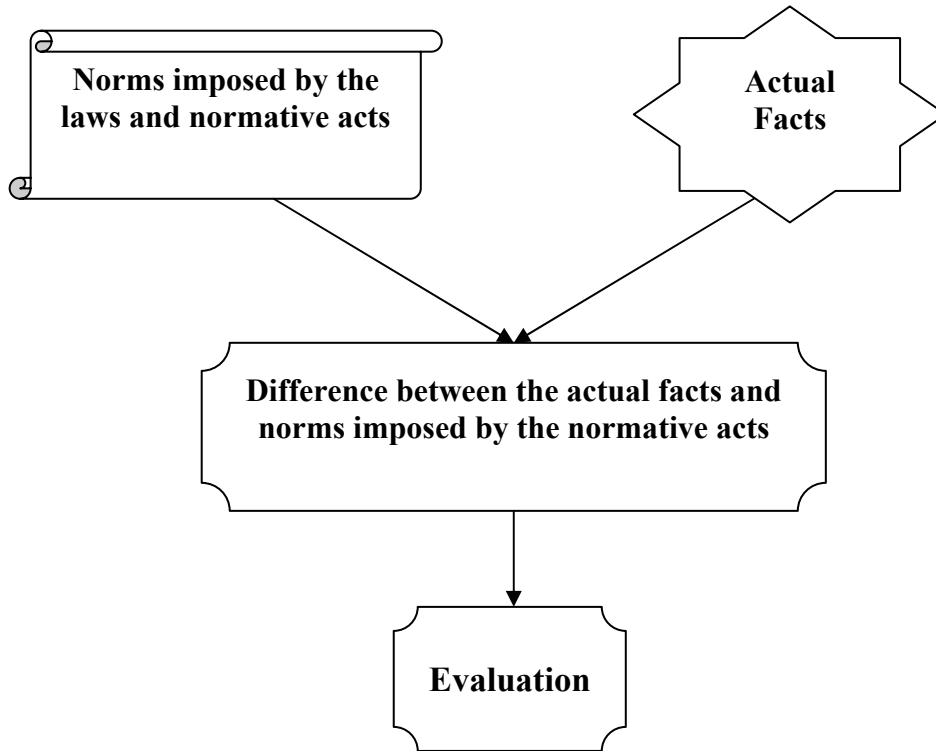 Norms imposed by the
laws and normative acts
Actual
Facts
Difference between the actual facts and
norms imposed by the normative acts
Evaluation